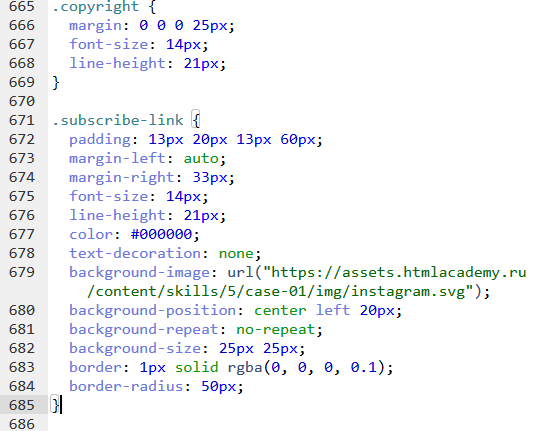 665 .copyright {
666 margin: 0 0 0 25px;
667 font-size: 14px;
668 line-height: 21px;
669 }
670
671 .subscribe-link {
672 padding: 13px 20px 13px 60px;
673 margin-left: auto;
674 margin-right: 33px;
675 font-size: 14px;
676 line-height: 21px;
677 color: #000000;
678 text-decoration: none;
679 background-image: url("https://assets.htmlacademy.ru
/content/skills/5/case-01/img/instagram.svg");
680 background-position: center left 20px;
681 background-repeat: no-repeat;
682 background-size: 25px 25px;
683 border: 1px solid rgba(0, 0, 0, 0.1);
684 border-radius: 50px;
685 }
686